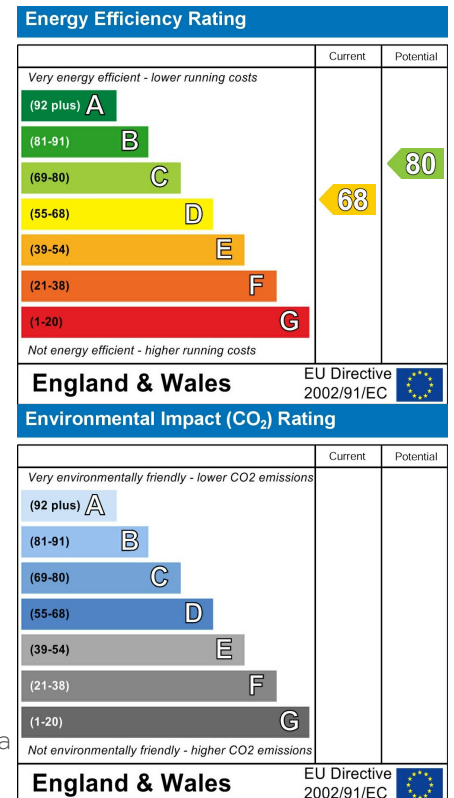 Energy Efficiency Rating
Current Potential
Very energy efficient - lower running costs
(92 plus) A
(81-91) B
(69-80) C
(55-68) D
(39-54) E
(21-38) F
(1-20) G
80
68
Not energy efficient - higher running costs
England & Wales
EU Directive
2002/91/EC
Environmental Impact (CO₂) Rating
Current Potential
Very environmentally friendly - lower CO2 emissions
(92 plus) A
(81-91) B
(69-80) C
(55-68) D
(39-54) E
(21-38) F
(1-20) G
a
Not environmentally friendly - higher CO2 emissions
England & Wales
EU Directive
2002/91/EC